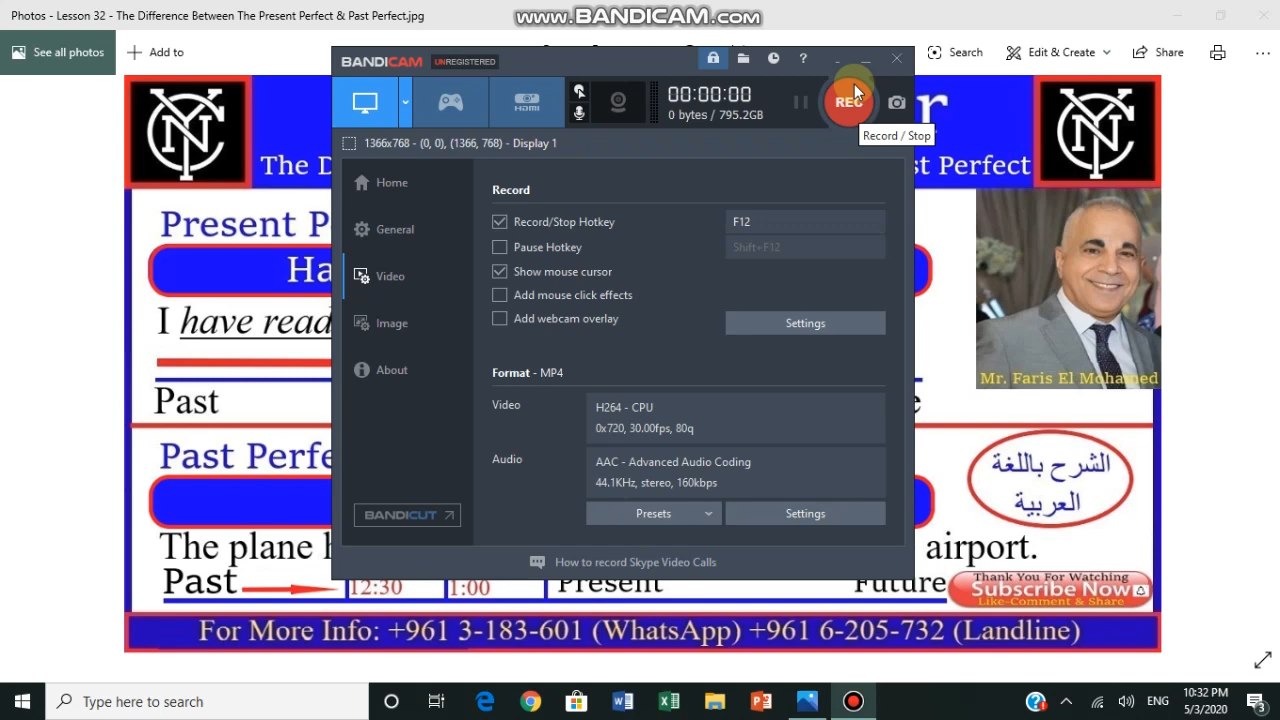 Photos - Lesson 32 - The Difference Between The Present Perfect & Past Perfect.jpg
www.BANDICAM.com
See all photos
Add to
Search
Edit & Create
Share
BANDICAM UNREGISTERED
HDMI
00:00:00
0 bytes / 795.2GB
REC
Record / Stop
1366x768 - (0, 0), (1366, 768) - Display 1
Home
General
Video
Image
About
BANDICUT
Record
Record/Stop Hotkey
F12
Pause Hotkey
Shift+F12
Show mouse cursor
Add mouse click effects
Add webcam overlay
Settings
Format - MP4
Video
H264 - CPU
0x720, 30.00fps, 80q
Audio
AAC - Advanced Audio Coding
44.1KHz, stereo, 160kbps
Presets
Settings
How to record Skype Video Calls
NYC
The D
st Perfect
NYC
Present P
Ha
I have read
Past
Mr. Faris El Mohamed
Past Perfe
الشرح باللغة
العربية
The plane h
airport.
Past
12:30
1:00
Present
Future
Thank You For Watching
Subscribe Now
Like-Comment & Share
For More Info: +961 3-183-601 (WhatsApp) +961 6-205-732 (Landline)
Type here to search
ENG
10:32 PM
5/3/2020
3